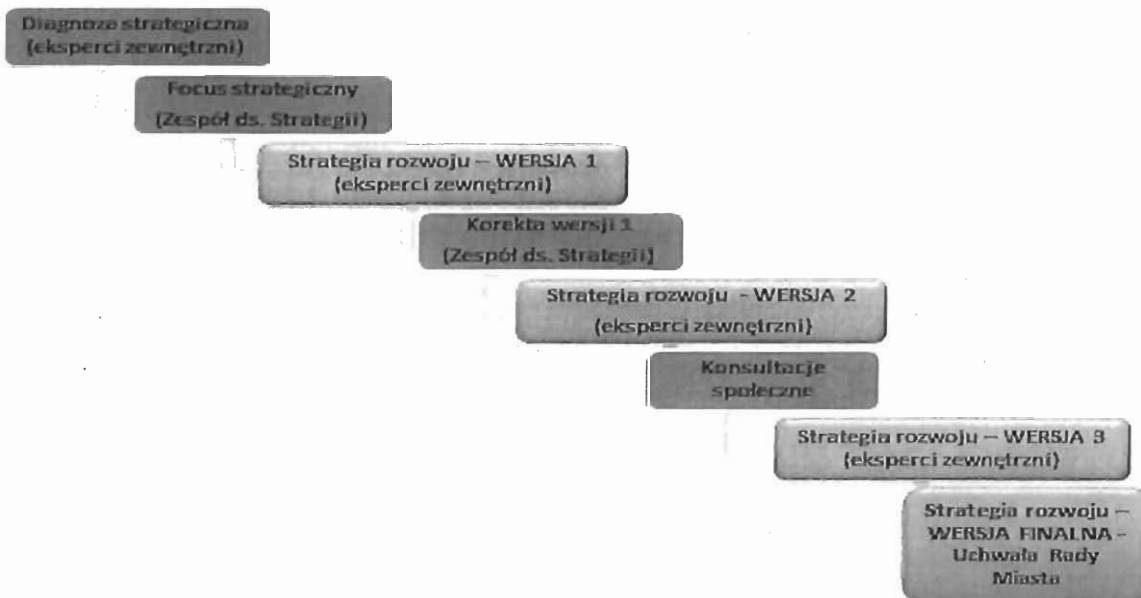 Diagnoza strategiczna
(eksperci zewnętrzni)
Focus strategiczny
(Zespół ds. Strategii)
Strategia rozwoju – WERSJA 1
(eksperci zewnętrzni)
Korekta wersji 1
(Zespół ds. Strategii)
Strategia rozwoju - WERSJA 2
(eksperci zewnętrzni)
Konsultacje
społeczne
Strategia rozwoju – WERSJA 3
(eksperci zewnętrzni)
Strategia rozwoju –
WERSJA FINALNA -
Uchwała Rady
Miasta